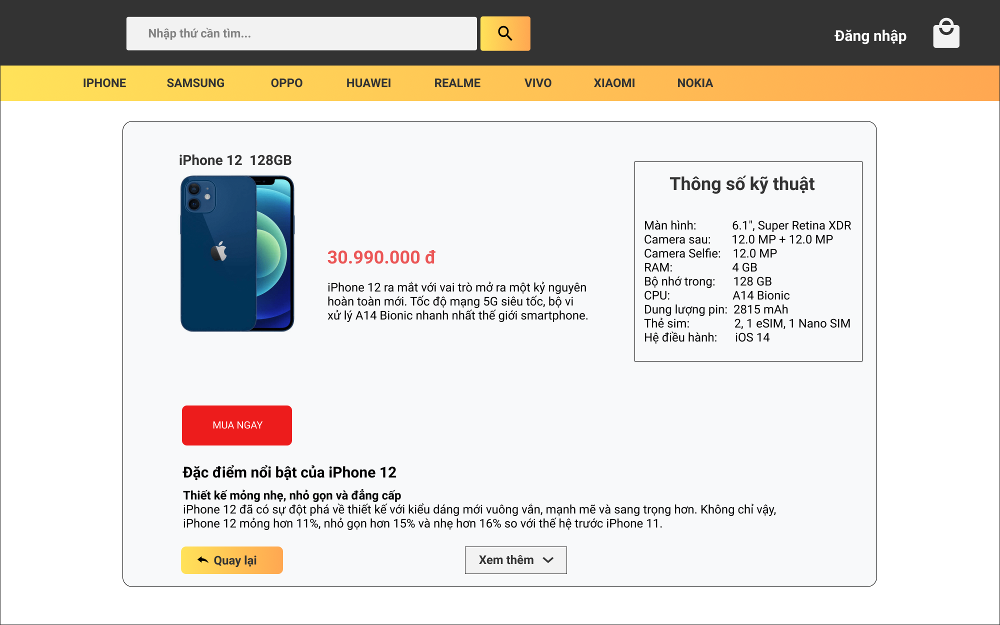 Nhập thứ cần tìm...
Đăng nhập
IPHONE SAMSUNG OPPO HUAWEI REALME VIVO XIAOMI NOKIA
iPhone 12 128GB
30.990.000 đ
iPhone 12 ra mắt với vai trò mở ra một kỷ nguyên
hoàn toàn mới. Tốc độ mạng 5G siêu tốc, bộ vi
xử lý A14 Bionic nhanh nhất thế giới smartphone.
Thông số kỹ thuật
Màn hình: 6.1", Super Retina XDR
Camera sau: 12.0 MP + 12.0 MP
Camera Selfie: 12.0 MP
RAM: 4 GB
Bộ nhớ trong: 128 GB
CPU: A14 Bionic
Dung lượng pin: 2815 mAh
Thẻ sim: 2, 1 eSIM, 1 Nano SIM
Hệ điều hành: iOS 14
MUA NGAY
Đặc điểm nổi bật của iPhone 12
Thiết kế mỏng nhẹ, nhỏ gọn và đẳng cấp
iPhone 12 đã có sự đột phá về thiết kế với kiểu dáng mới vuông vắn, mạnh mẽ và sang trọng hơn. Không chỉ vậy,
iPhone 12 mỏng hơn 11%, nhỏ gọn hơn 15% và nhẹ hơn 16% so với thế hệ trước iPhone 11.
Quay lại
Xem thêm